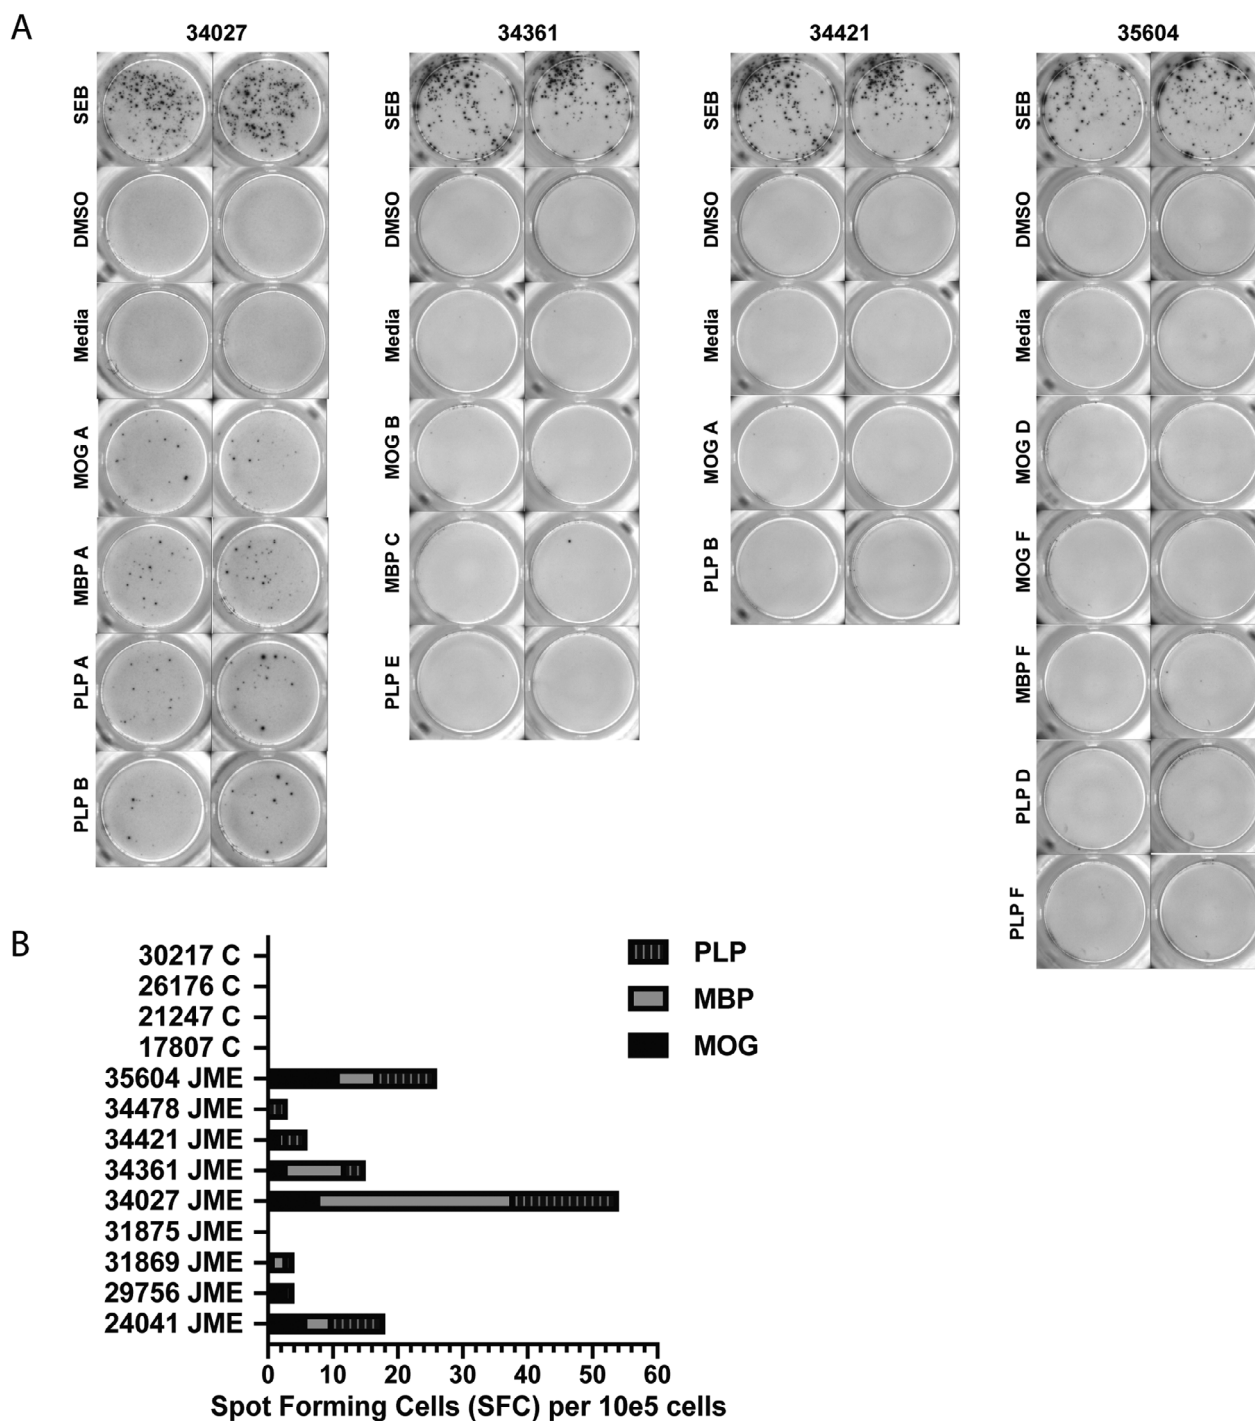 A
34027
34361
34421
35604
SEB
DMSO
Media
MOG A
MBP A
PLP A
PLP B
SEB
DMSO
Media
MOG B
MBP C
PLP E
SEB
DMSO
Media
MOG A
PLP B
SEB
DMSO
Media
MOG D
MOG F
MBP F
PLP D
PLP F
B
30217 C
26176 C
21247 C
17807 C
35604 JME
34478 JME
34421 JME
34361 JME
34027 JME
31875 JME
31869 JME
29756 JME
24041 JME
0 10 20 30 40 50 60
Spot Forming Cells (SFC) per 10e5 cells
PLP
MBP
MOG